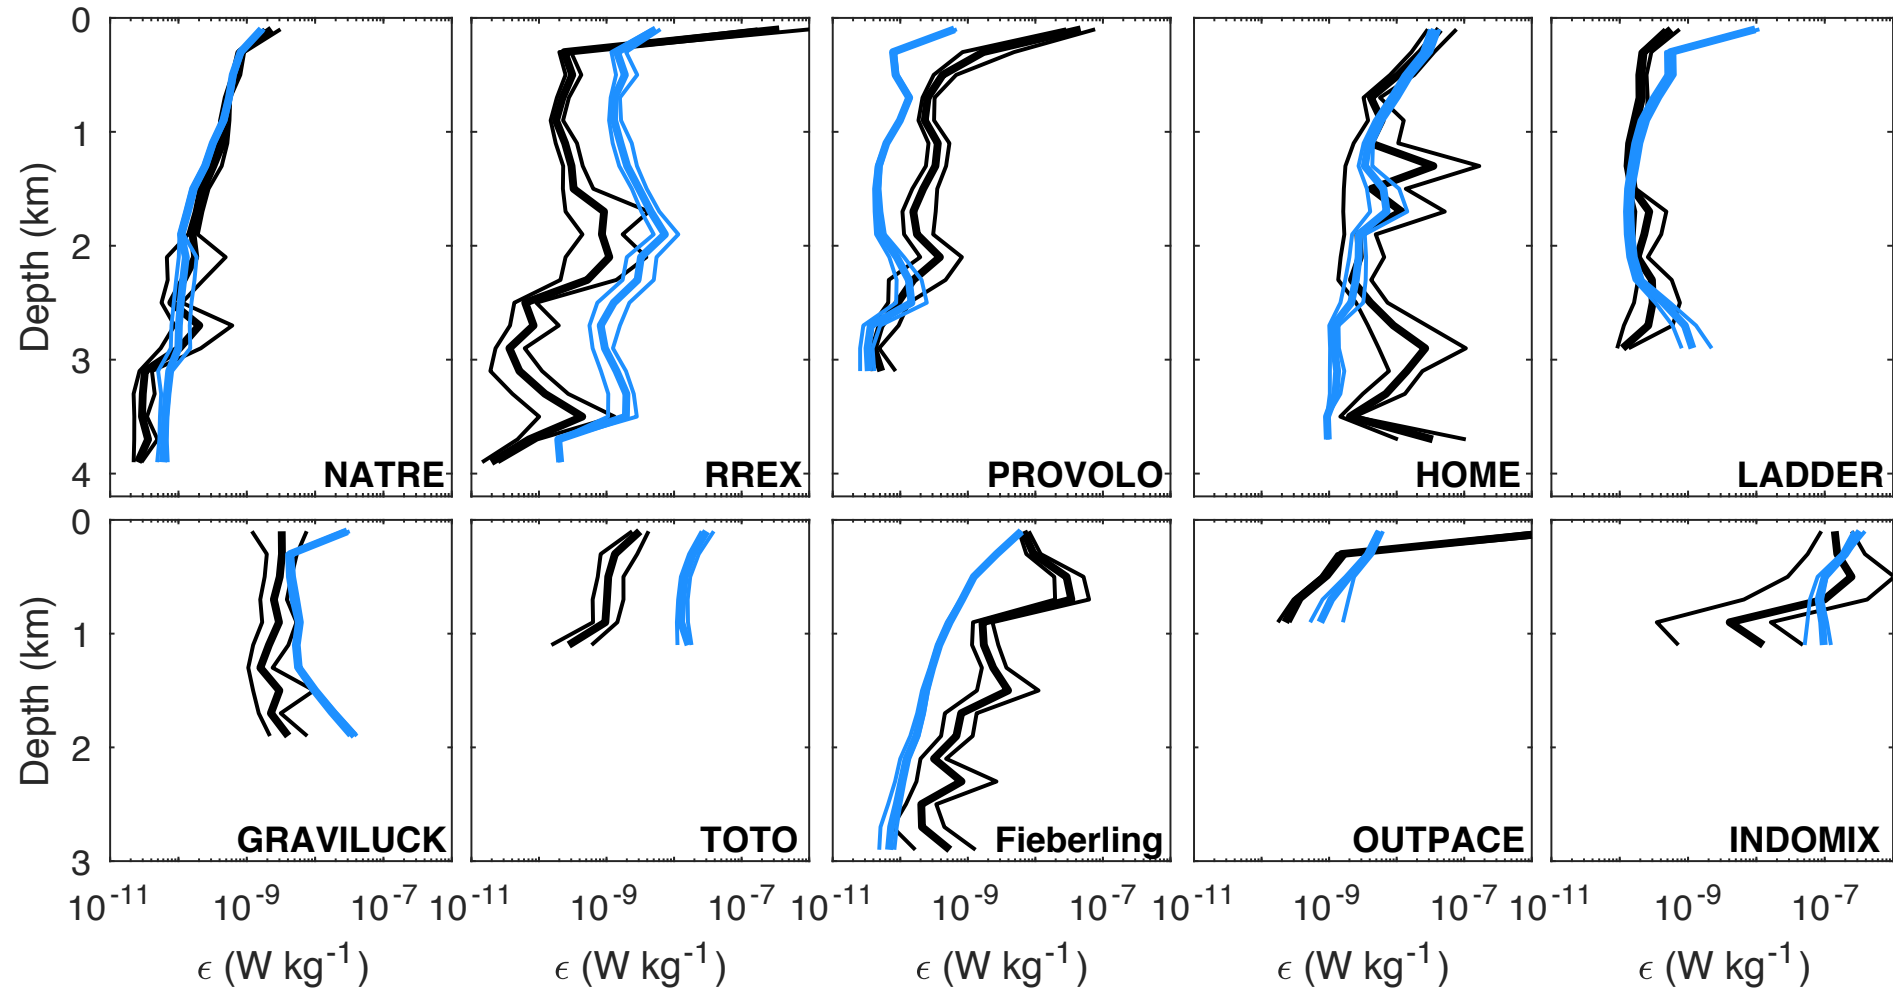 0
1
2
3
4
Depth (km)
NATRE
RREX
PROVOLO
HOME
LADDER
0
1
2
3
Depth (km)
GRAVILUCK
TOTO
Fieberling
OUTPACE
INDOMIX
10^-11 10^-9 10^-7 10^-11 10^-9 10^-7 10^-11 10^-9 10^-7 10^-11 10^-9 10^-7 10^-11 10^-9 10^-7
ϵ (W kg^-1) ϵ (W kg^-1) ϵ (W kg^-1) ϵ (W kg^-1) ϵ (W kg^-1)